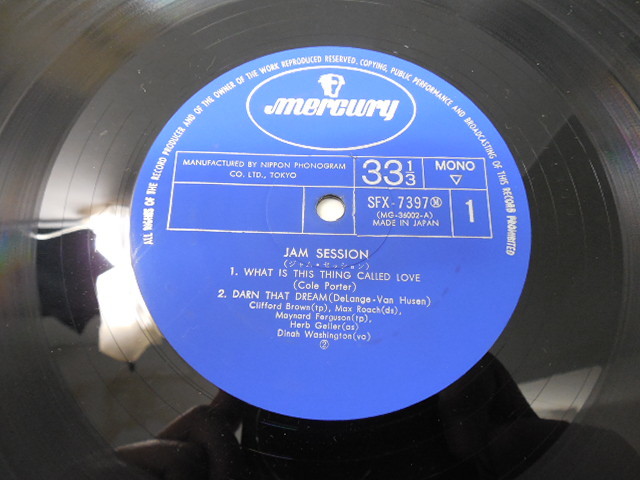 ALL RIGHTS OF THE RECORD PRODUCER AND OF THE OWNER OF THE WORK REPRODUCED RESERVED. COPYING, PUBLIC PERFORMANCE AND BROADCASTING OF THIS RECORD PROHIBITED
mercury
MANUFACTURED BY NIPPON PHONOGRAM
CO. LTD., TOKYO
33 1/3
MONO
▽
SFX-7397Ⓜ
(MG-36002-A)
MADE IN JAPAN
1
JAM SESSION
(ジャム・セッション)
1. WHAT IS THIS THING CALLED LOVE
(Cole Porter)
2. DARN THAT DREAM(DeLange-Van Husen)
Clifford Brown(tp), Max Roach(ds),
Maynard Ferguson(tp),
Herb Geller(as)
Dinah Washington(vo)
②